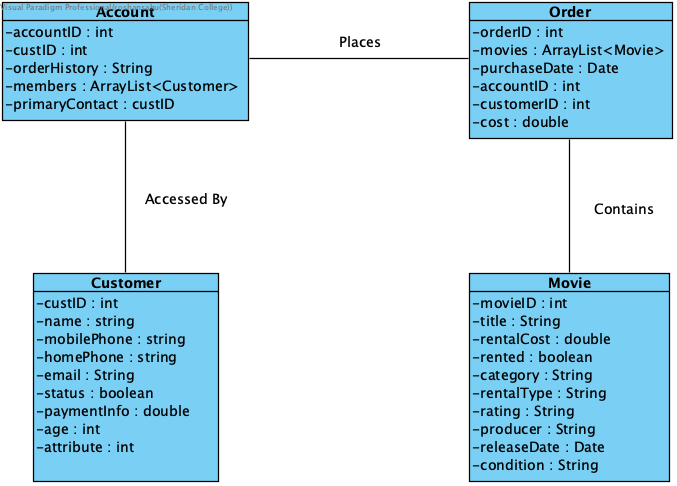 Visual Paradigm Professional(roshansahu(Sheridan College))
Account
-accountID : int
-custID : int
-orderHistory : String
-members : ArrayList<Customer>
-primaryContact : custID
Places
Order
-orderID : int
-movies : ArrayList<Movie>
-purchaseDate : Date
-accountID : int
-customerID : int
-cost : double
Accessed By
Contains
Customer
-custID : int
-name : string
-mobilePhone : string
-homePhone : string
-email : String
-status : boolean
-paymentInfo : double
-age : int
-attribute : int
Movie
-movieID : int
-title : String
-rentalCost : double
-rented : boolean
-category : String
-rentalType : String
-rating : String
-producer : String
-releaseDate : Date
-condition : String